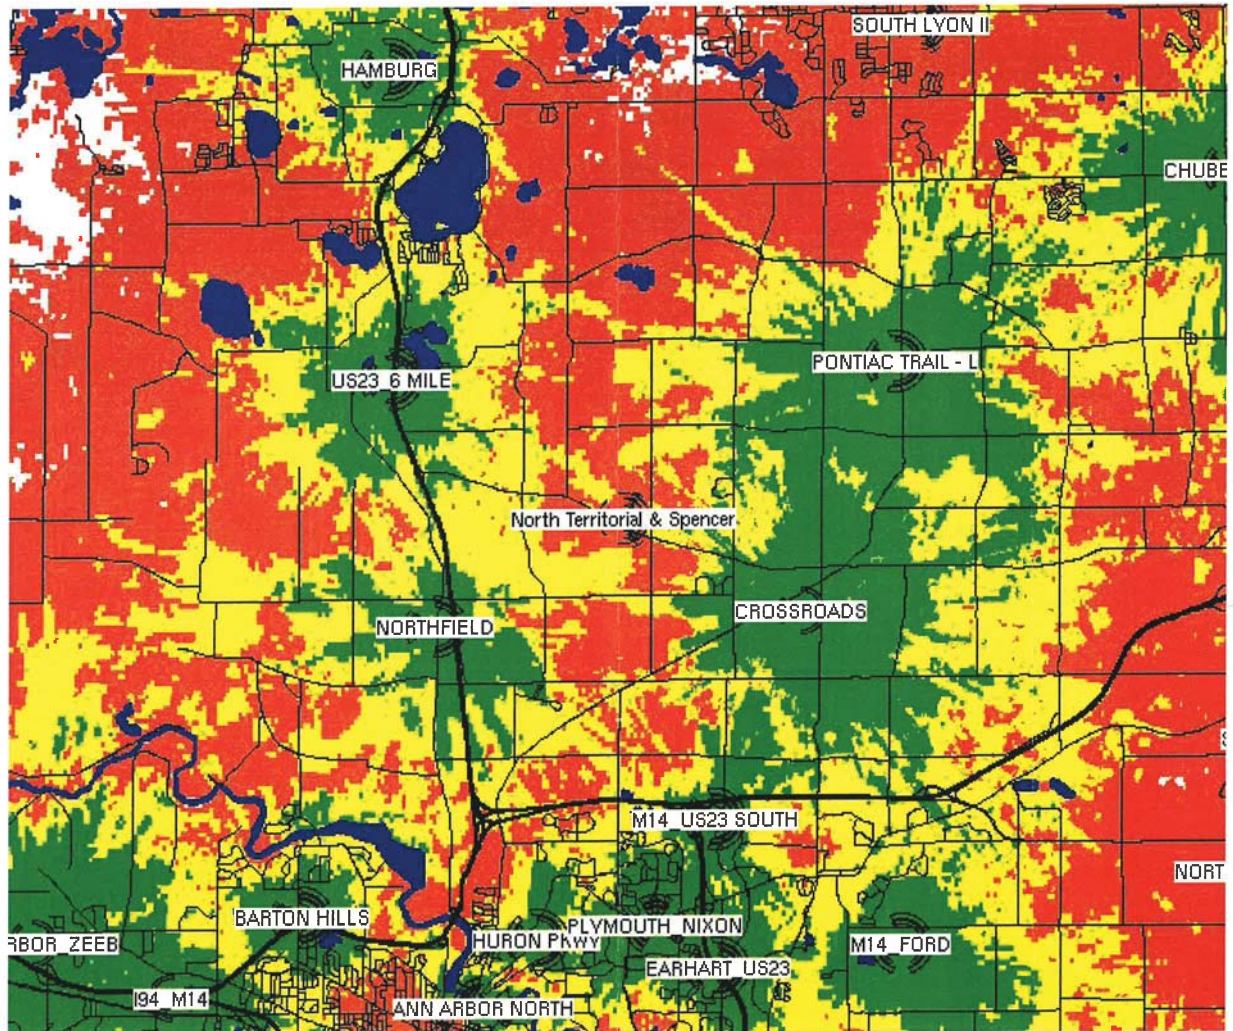 SOUTH LYON II
HAMBURG
CHUBB
US23_6 MILE
PONTIAC TRAIL - L
North Territorial & Spencer
NORTHFIELD
CROSSROADS
M14_US23 SOUTH
NORT
BARTON HILLS
PLYMOUTH_NIXON
RBOR_ZEEB
HURON PKWY
M14_FORD
EARHART_US23
I94_M14
ANN ARBOR NORTH